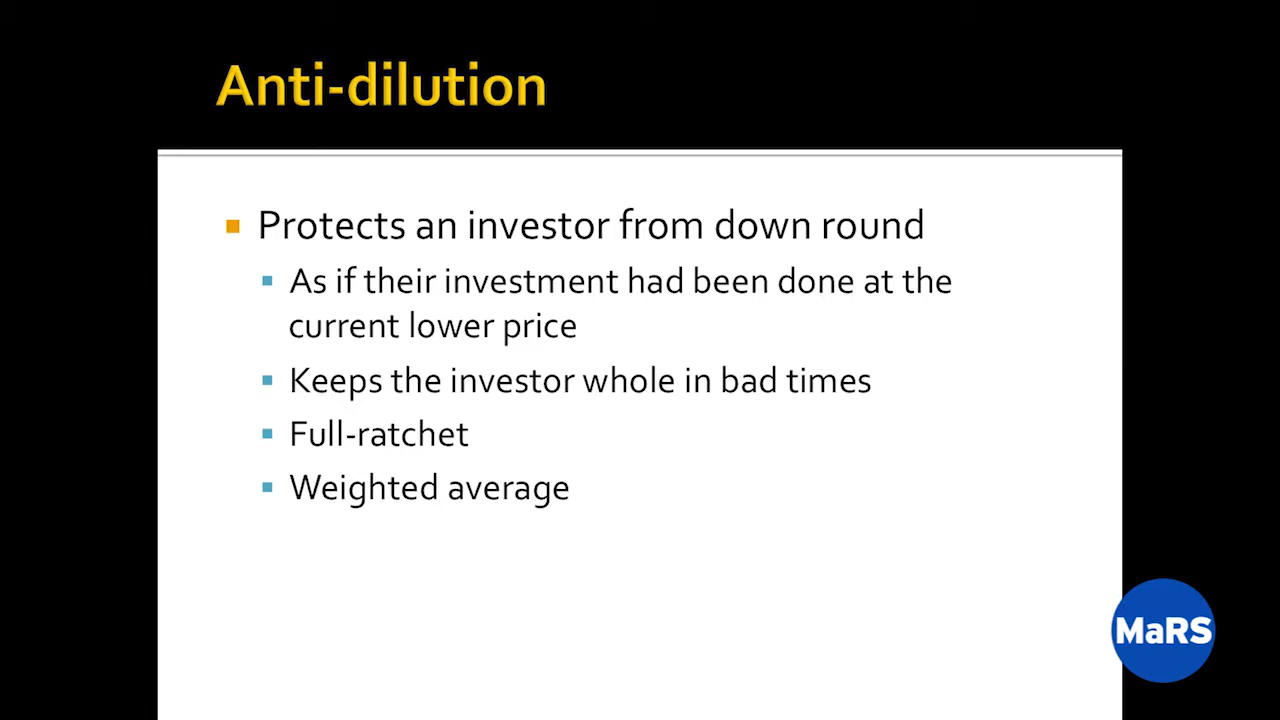 Anti-dilution
Protects an investor from down round
As if their investment had been done at the
current lower price
Keeps the investor whole in bad times
Full-ratchet
Weighted average
MaRS